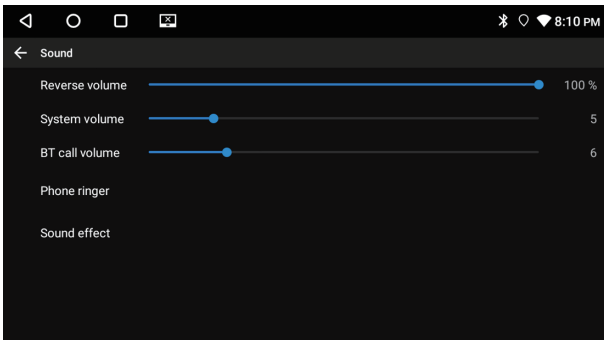 8:10 PM
Sound
Reverse volume 100 %
System volume 5
BT call volume 6
Phone ringer
Sound effect